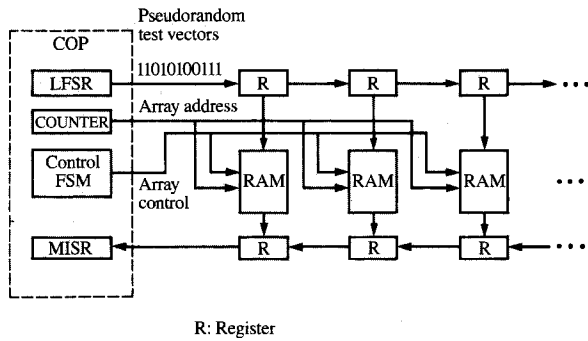 Pseudorandom
test vectors
COP
LFSR
11010100111
R
R
R
COUNTER
Array address
Control
FSM
Array
control
RAM
RAM
RAM
MISR
R
R
R
R: Register